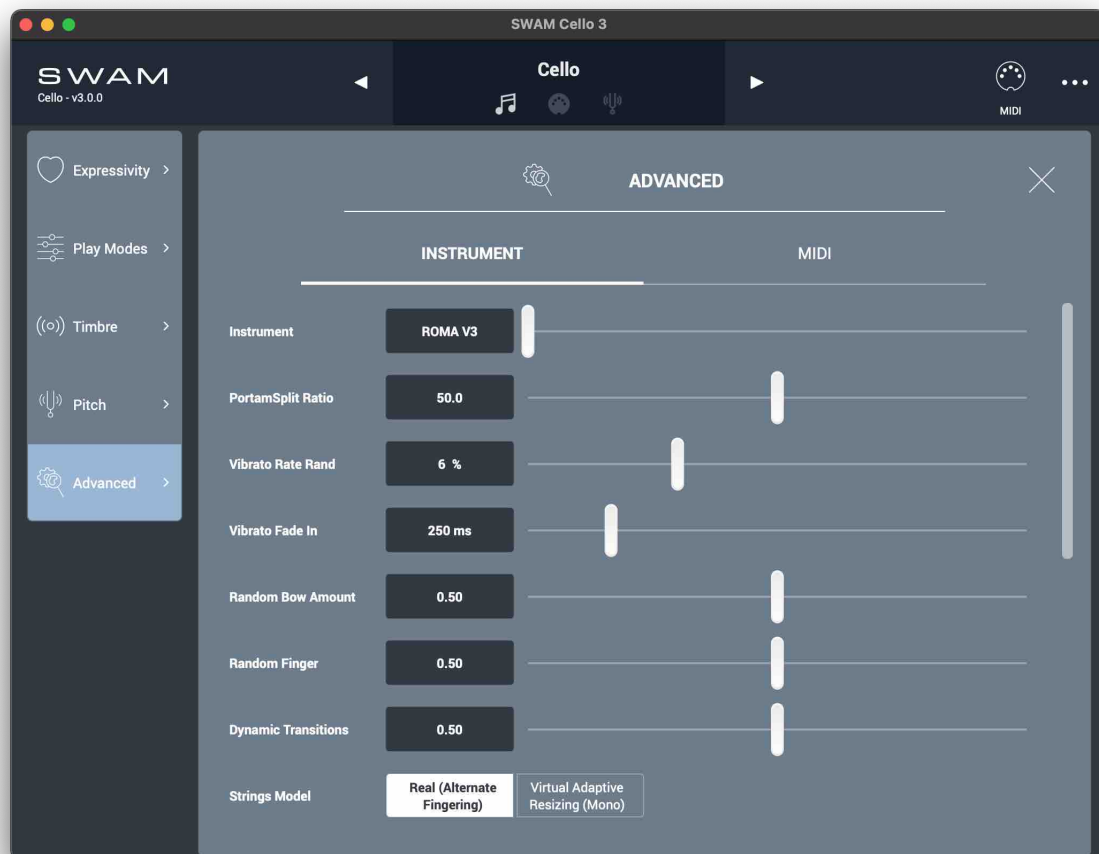 SWAM Cello 3
SWAM
Cello - v3.0.0
Cello
MIDI
Expressivity
Play Modes
Timbre
Pitch
Advanced
ADVANCED
INSTRUMENT
MIDI
Instrument
ROMA V3
PortamSplit Ratio
50.0
Vibrato Rate Rand
6 %
Vibrato Fade In
250 ms
Random Bow Amount
0.50
Random Finger
0.50
Dynamic Transitions
0.50
Strings Model
Real (Alternate
Fingering)
Virtual Adaptive
Resizing (Mono)